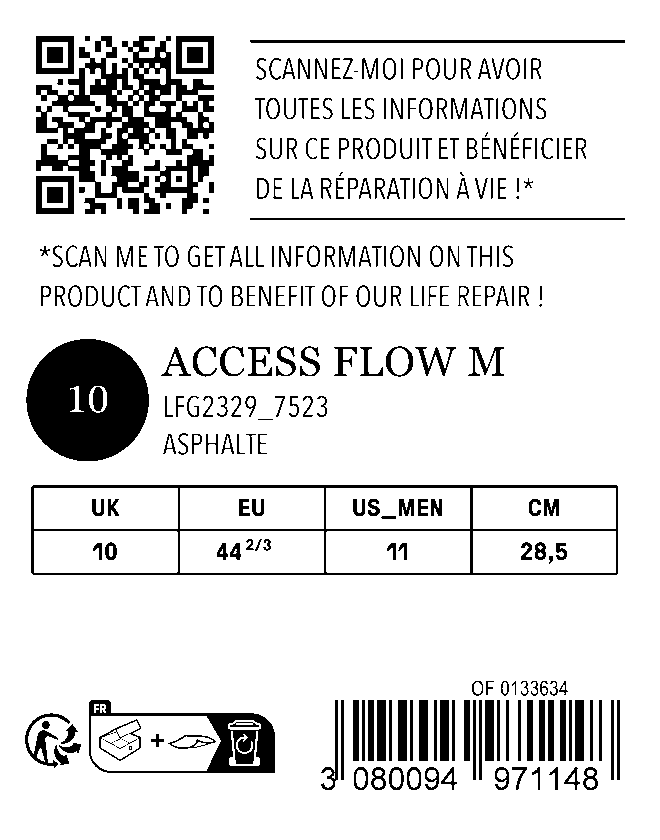 SCANNEZ-MOI POUR AVOIR
TOUTES LES INFORMATIONS
SUR CE PRODUIT ET BÉNÉFICIER
DE LA RÉPARATION À VIE !*
*SCAN ME TO GET ALL INFORMATION ON THIS
PRODUCT AND TO BENEFIT OF OUR LIFE REPAIR !
10
ACCESS FLOW M
LFG2329_7523
ASPHALTE
UK EU US_MEN CM
10 44 2/3 11 28,5
OF 0133634
FR
3 080094 971148